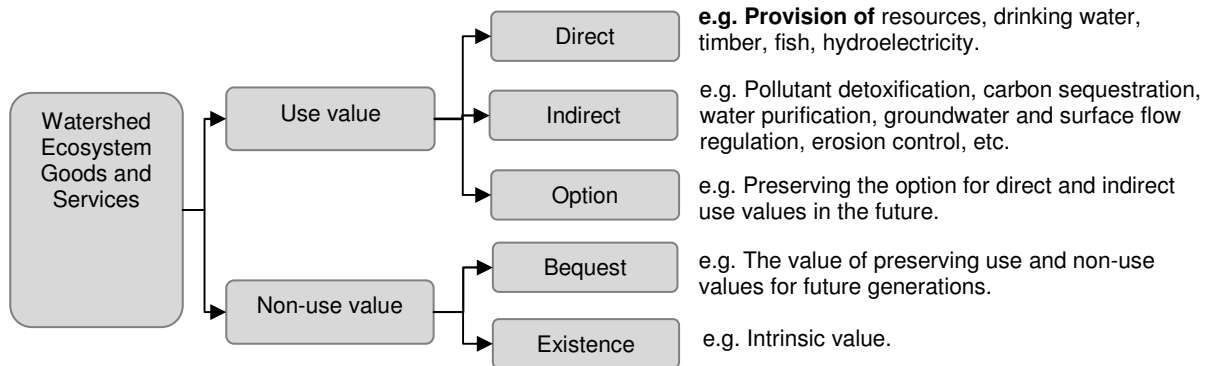 Watershed
Ecosystem
Goods and
Services
Use value
Non-use value
Direct
e.g. Provision of resources, drinking water,
timber, fish, hydroelectricity.
Indirect
e.g. Pollutant detoxification, carbon sequestration,
water purification, groundwater and surface flow
regulation, erosion control, etc.
Option
e.g. Preserving the option for direct and indirect
use values in the future.
Bequest
e.g. The value of preserving use and non-use
values for future generations.
Existence
e.g. Intrinsic value.